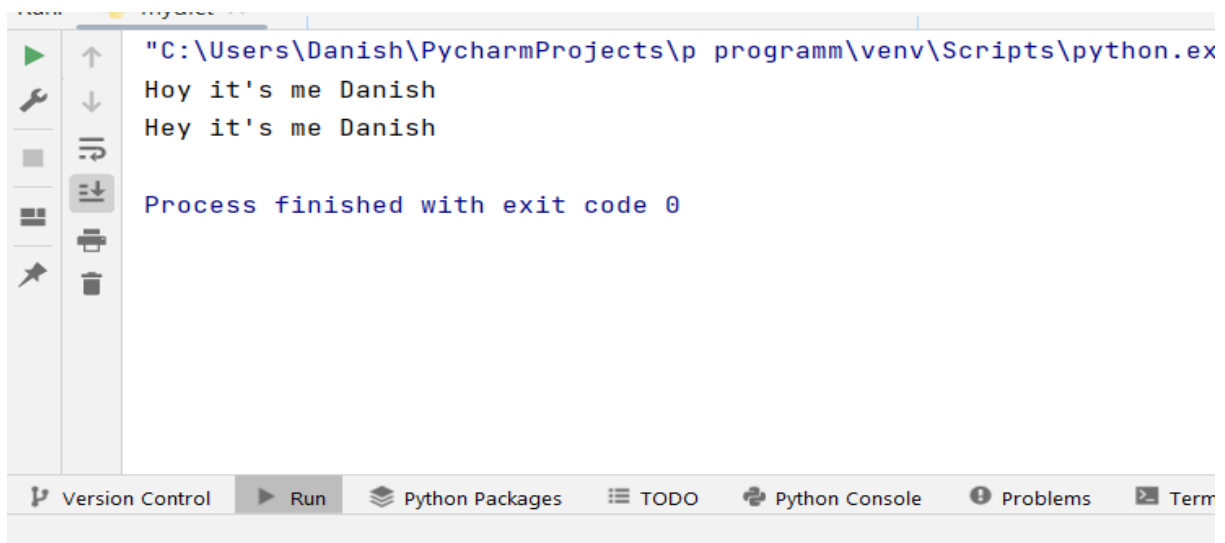 "C:\Users\Danish\PycharmProjects\p programm\venv\Scripts\python.ex
Hoy it's me Danish
Hey it's me Danish
Process finished with exit code 0
Version Control Run Python Packages TODO Python Console Problems Term